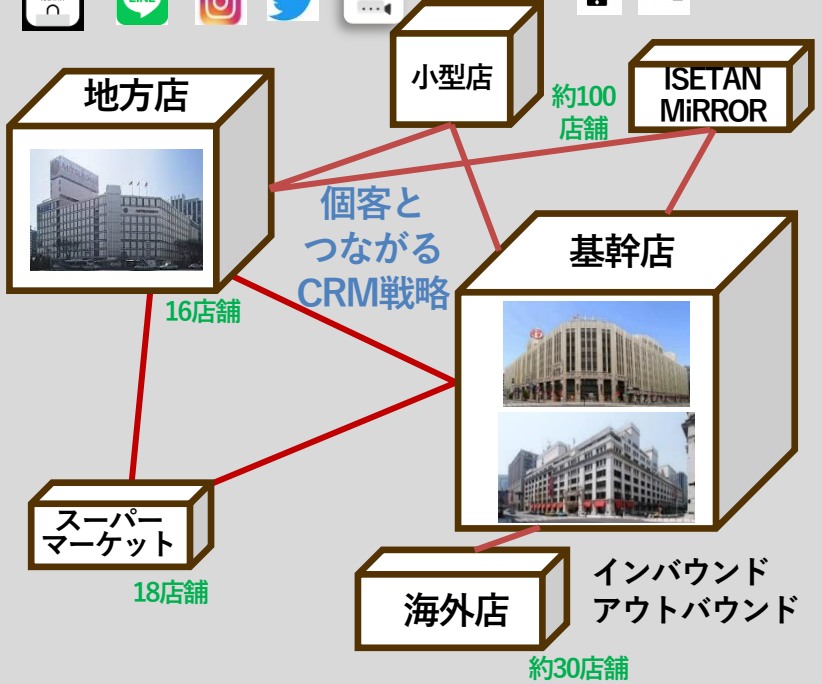 LINE
小型店
ISETAN
MiRROR
約100
店舗
地方店
個客と
つながる
CRM戦略
基幹店
16店舗
スーパー
マーケット
18店舗
海外店
インバウンド
アウトバウンド
約30店舗